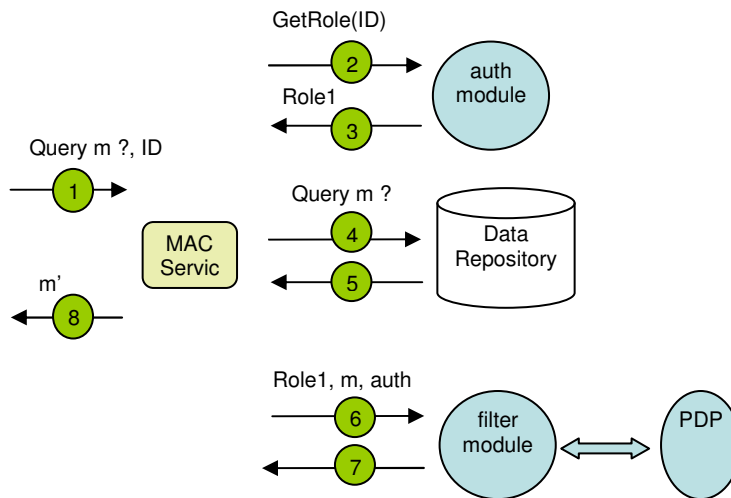 GetRole(ID)
2
auth
module
Role1
3
Query m ?, ID
1
Query m ?
4
MAC
Servic
Data
Repository
5
m’
8
Role1, m, auth
6
filter
module
PDP
7